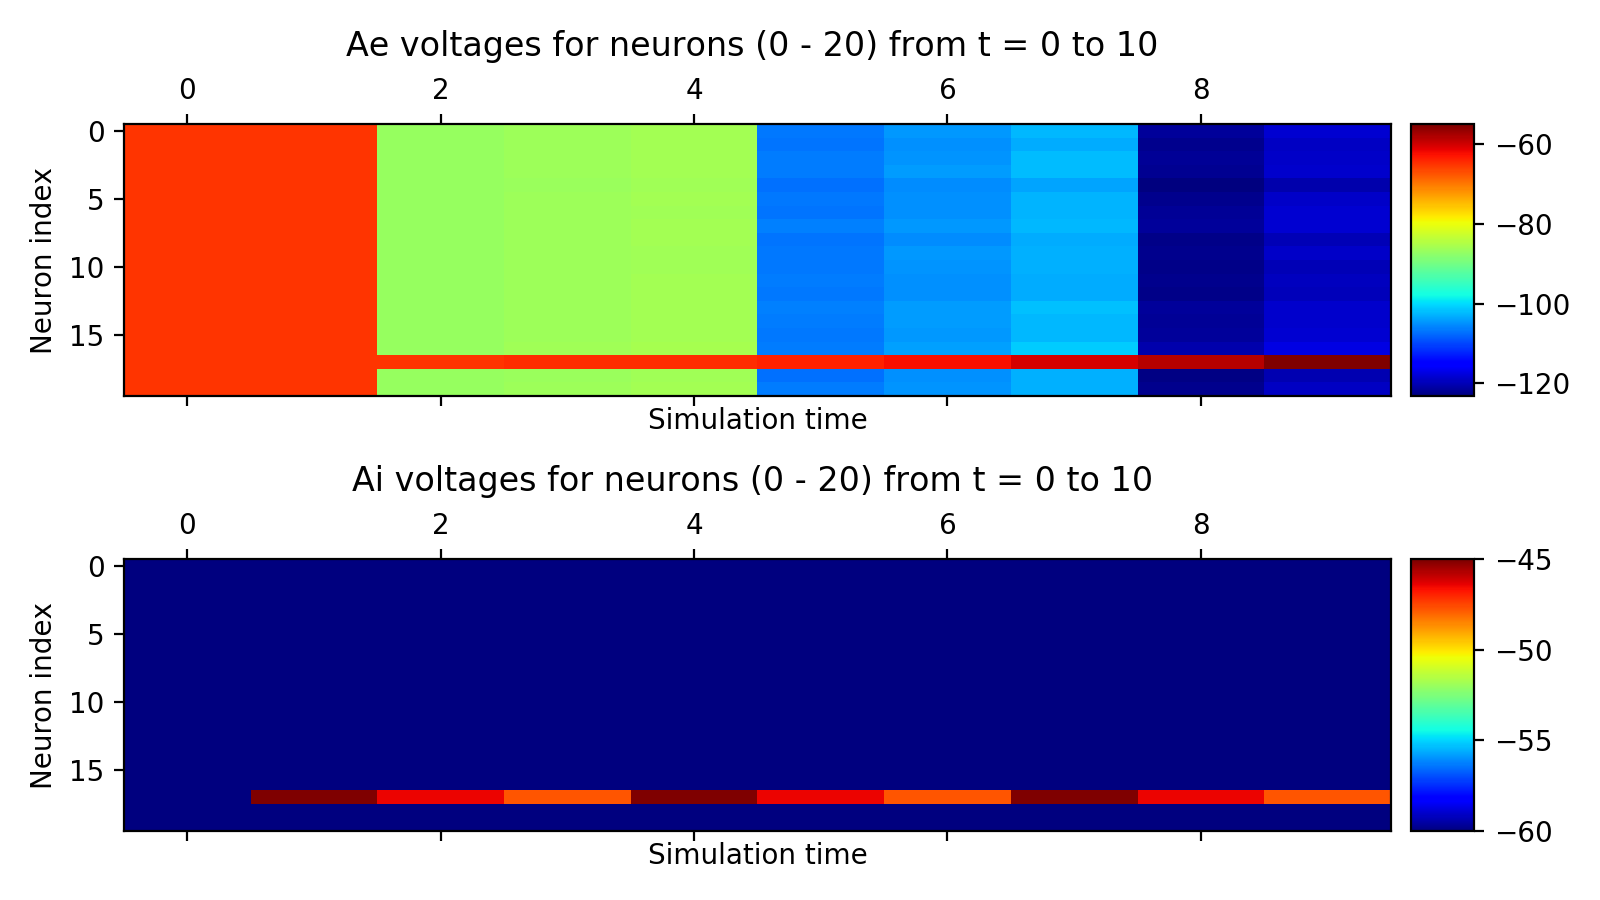 Ae voltages for neurons (0 - 20) from t = 0 to 10
0 2 4 6 8
Neuron index
0
5
10
15
−60
−80
−100
−120
Simulation time
Ai voltages for neurons (0 - 20) from t = 0 to 10
0 2 4 6 8
Neuron index
0
5
10
15
−45
−50
−55
−60
Simulation time